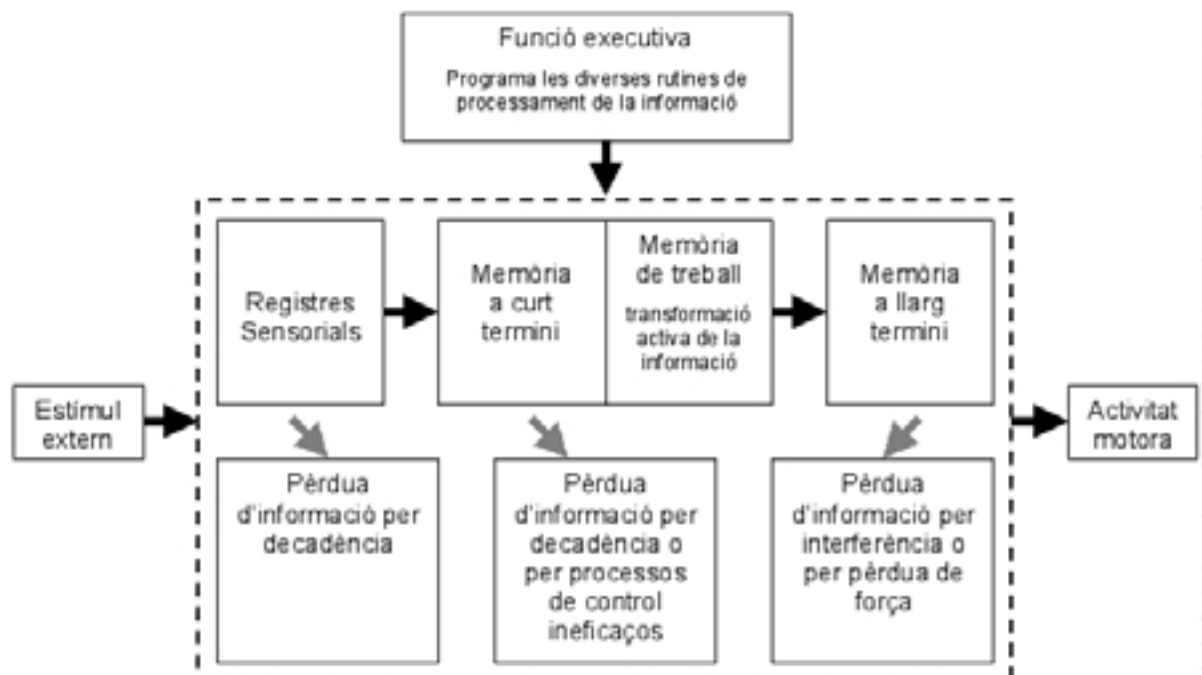 Funció executiva
Programa les diverses rutines de
processament de la informació
Registres
Sensorials
Memòria
a curt
termini
Memòria
de treball
transformació
activa de la
informació
Memòria
a llarg
termini
Estímul
extern
Activitat
motora
Pèrdua
d'informació per
decadència
Pèrdua
d'informació per
decadència o
per processos
de control
ineficaços
Pèrdua
d'informació per
interferència o
per pèrdua de
força